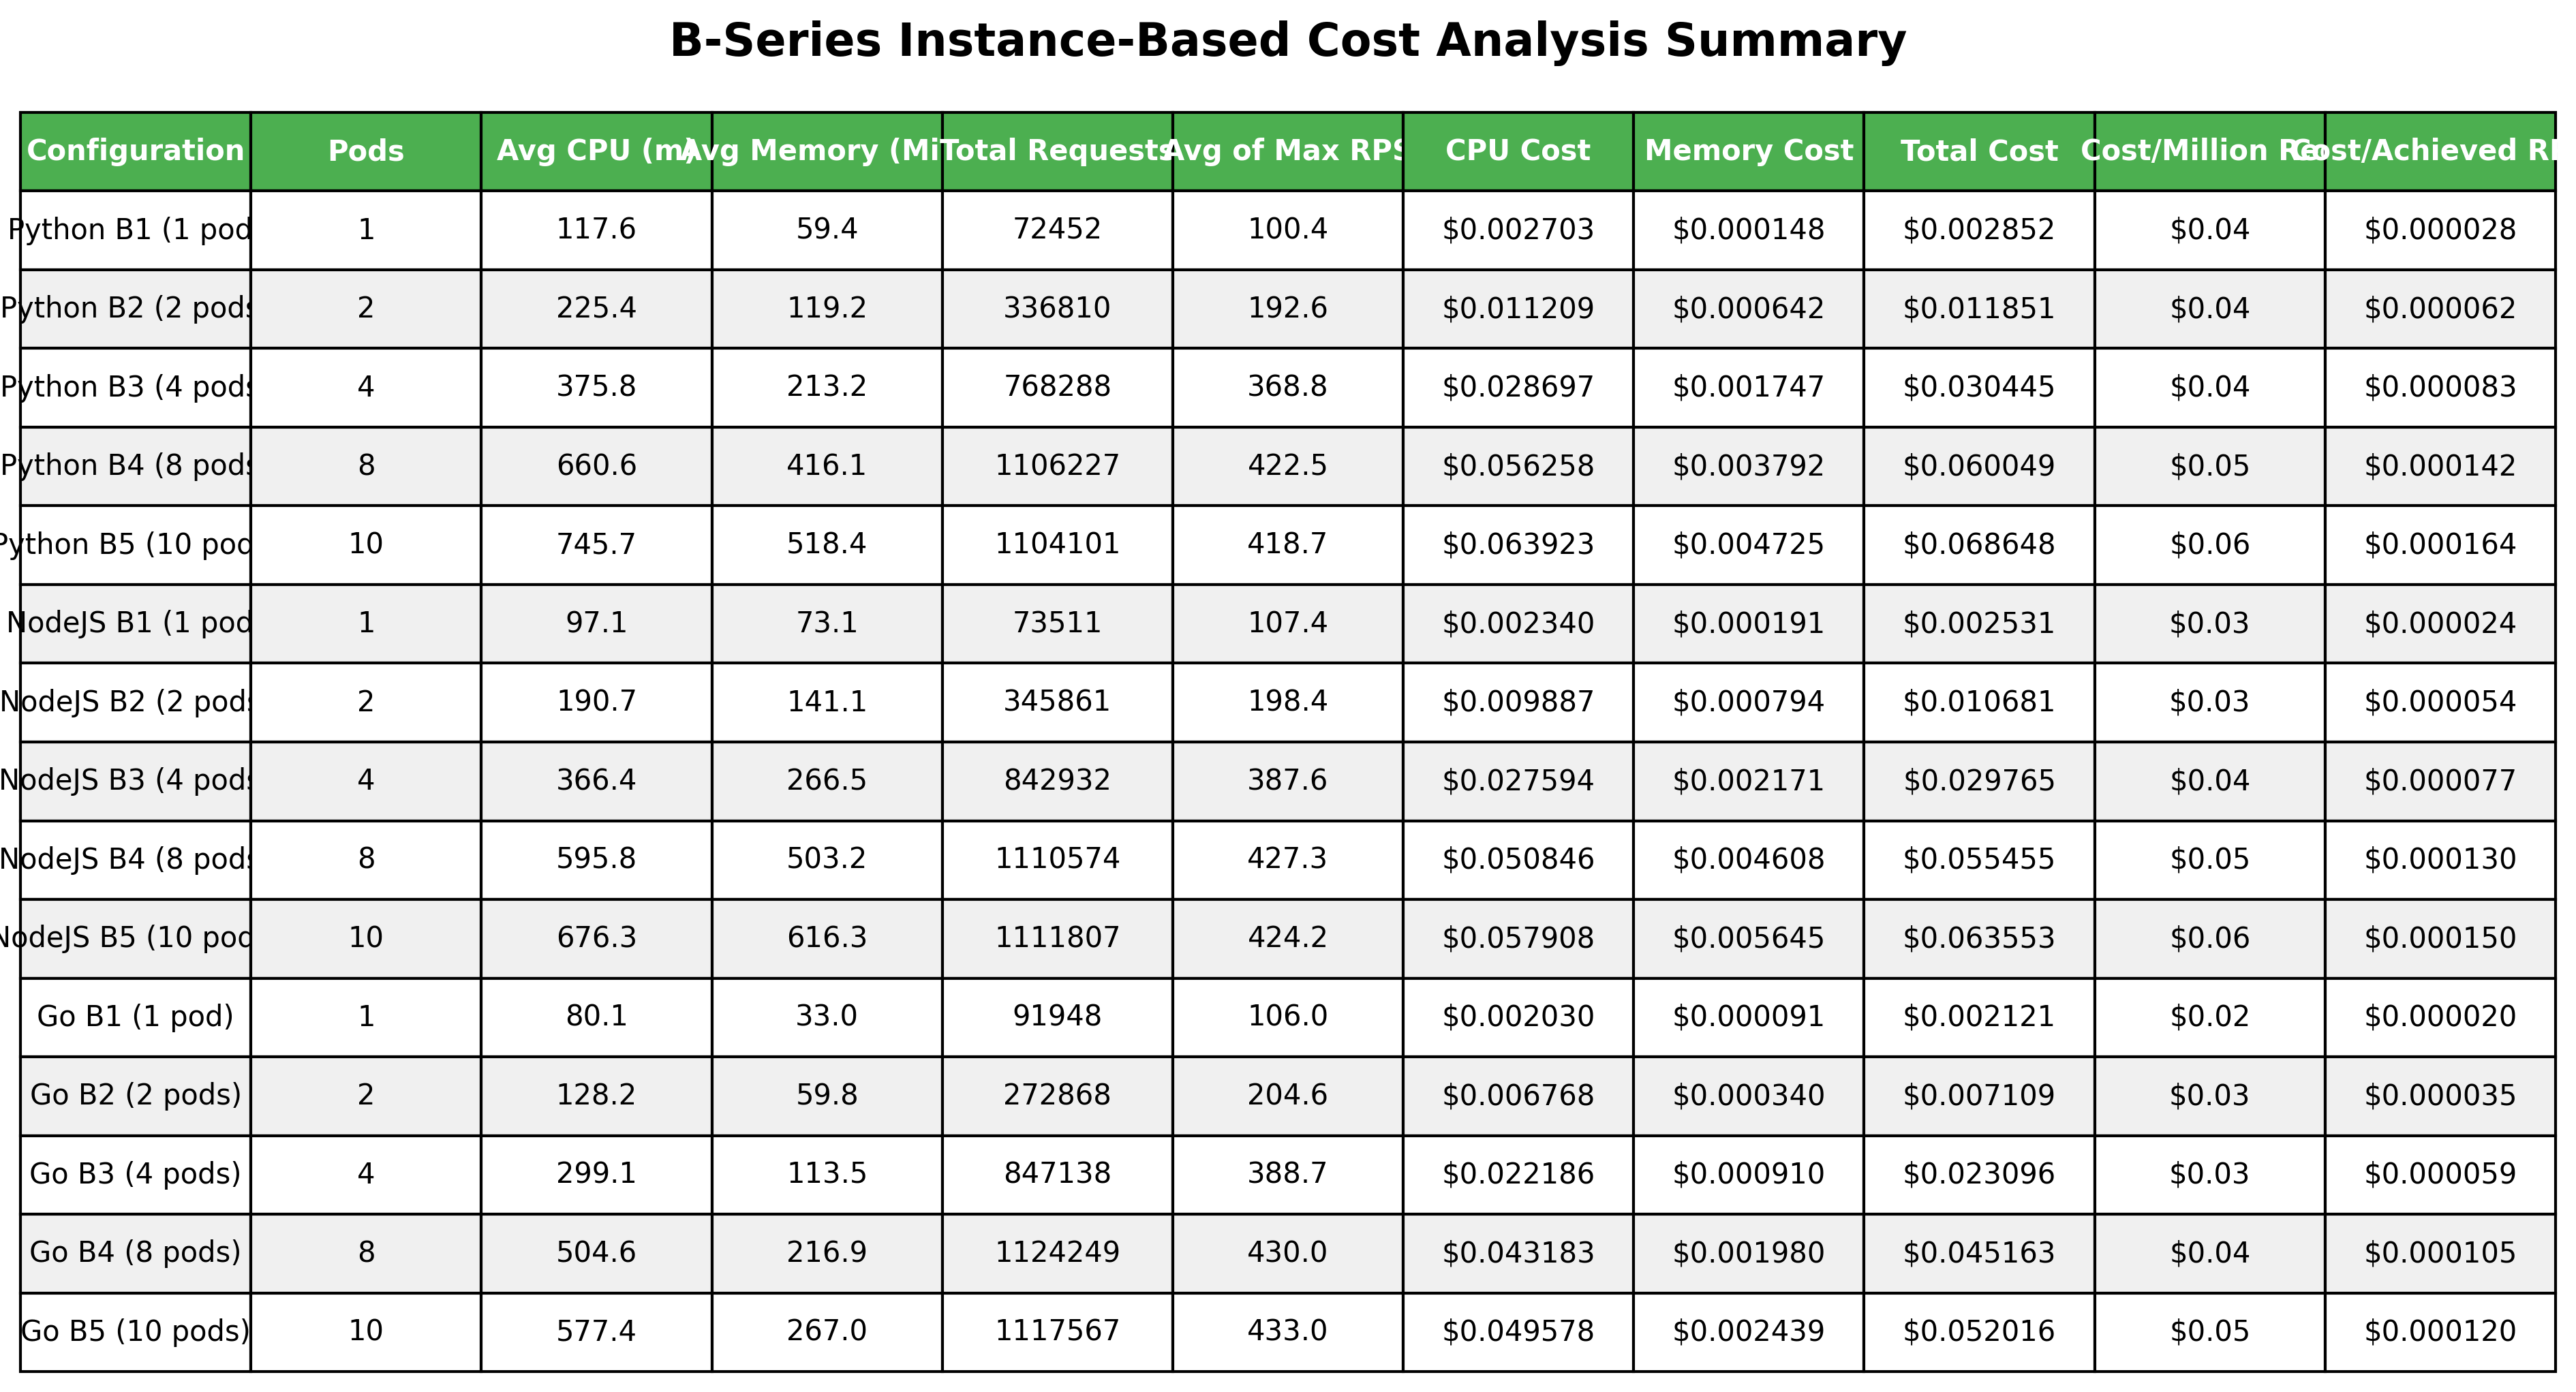 B-Series Instance-Based Cost Analysis Summary
Configuration Pods Avg CPU (m) Avg Memory (Mi Total Requests Avg of Max RPS CPU Cost Memory Cost Total Cost Cost/Million Re Cost/Achieved RP
Python B1 (1 pod 1 117.6 59.4 72452 100.4 $0.002703 $0.000148 $0.002852 $0.04 $0.000028
Python B2 (2 pods 2 225.4 119.2 336810 192.6 $0.011209 $0.000642 $0.011851 $0.04 $0.000062
Python B3 (4 pods 4 375.8 213.2 768288 368.8 $0.028697 $0.001747 $0.030445 $0.04 $0.000083
Python B4 (8 pods 8 660.6 416.1 1106227 422.5 $0.056258 $0.003792 $0.060049 $0.05 $0.000142
Python B5 (10 pod 10 745.7 518.4 1104101 418.7 $0.063923 $0.004725 $0.068648 $0.06 $0.000164
NodeJS B1 (1 pod 1 97.1 73.1 73511 107.4 $0.002340 $0.000191 $0.002531 $0.03 $0.000024
NodeJS B2 (2 pods 2 190.7 141.1 345861 198.4 $0.009887 $0.000794 $0.010681 $0.03 $0.000054
NodeJS B3 (4 pods 4 366.4 266.5 842932 387.6 $0.027594 $0.002171 $0.029765 $0.04 $0.000077
NodeJS B4 (8 pods 8 595.8 503.2 1110574 427.3 $0.050846 $0.004608 $0.055455 $0.05 $0.000130
NodeJS B5 (10 pod 10 676.3 616.3 1111807 424.2 $0.057908 $0.005645 $0.063553 $0.06 $0.000150
Go B1 (1 pod) 1 80.1 33.0 91948 106.0 $0.002030 $0.000091 $0.002121 $0.02 $0.000020
Go B2 (2 pods) 2 128.2 59.8 272868 204.6 $0.006768 $0.000340 $0.007109 $0.03 $0.000035
Go B3 (4 pods) 4 299.1 113.5 847138 388.7 $0.022186 $0.000910 $0.023096 $0.03 $0.000059
Go B4 (8 pods) 8 504.6 216.9 1124249 430.0 $0.043183 $0.001980 $0.045163 $0.04 $0.000105
Go B5 (10 pods) 10 577.4 267.0 1117567 433.0 $0.049578 $0.002439 $0.052016 $0.05 $0.000120